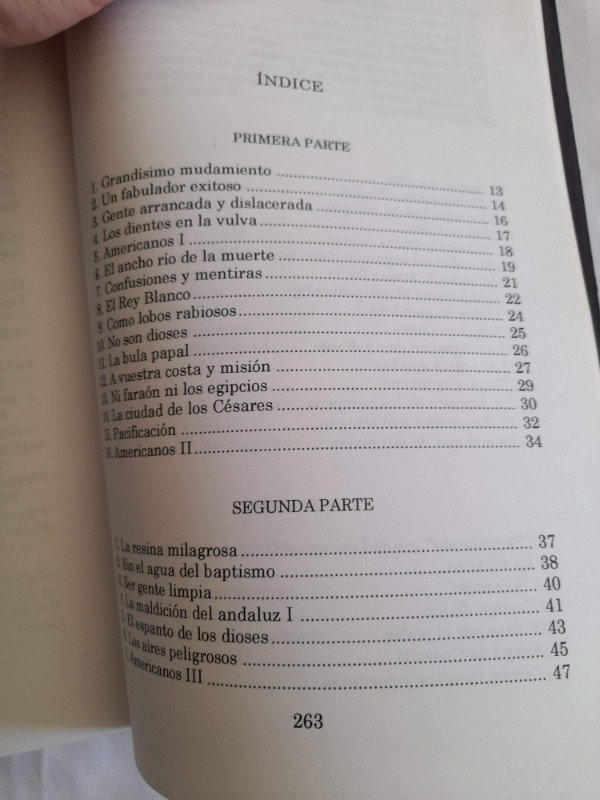 ÍNDICE
PRIMERA PARTE
1. Grandísimo mudamiento ........ 13
2. Un fabulador exitoso ........ 14
3. Gente arrancada y dislacerada ........ 16
4. Los dientes en la vulva ........ 17
5. Americanos I ........ 18
6. El ancho río de la muerte ........ 19
7. Confusiones y mentiras ........ 21
8. El Rey Blanco ........ 22
9. Como lobos rabiosos ........ 24
10. No son dioses ........ 25
11. La bula papal ........ 26
12. A vuestra costa y misión ........ 27
13. Ni faraón ni los egipcios ........ 29
14. La ciudad de los Césares ........ 30
15. Pacificación ........ 32
16. Americanos II ........ 34
SEGUNDA PARTE
1. La resina milagrosa ........ 37
2. Sin el agua del baptismo ........ 38
3. Ser gente limpia ........ 40
4. La maldición del andaluz I ........ 41
5. El espanto de los dioses ........ 43
6. Los aires peligrosos ........ 45
7. Americanos III ........ 47
263